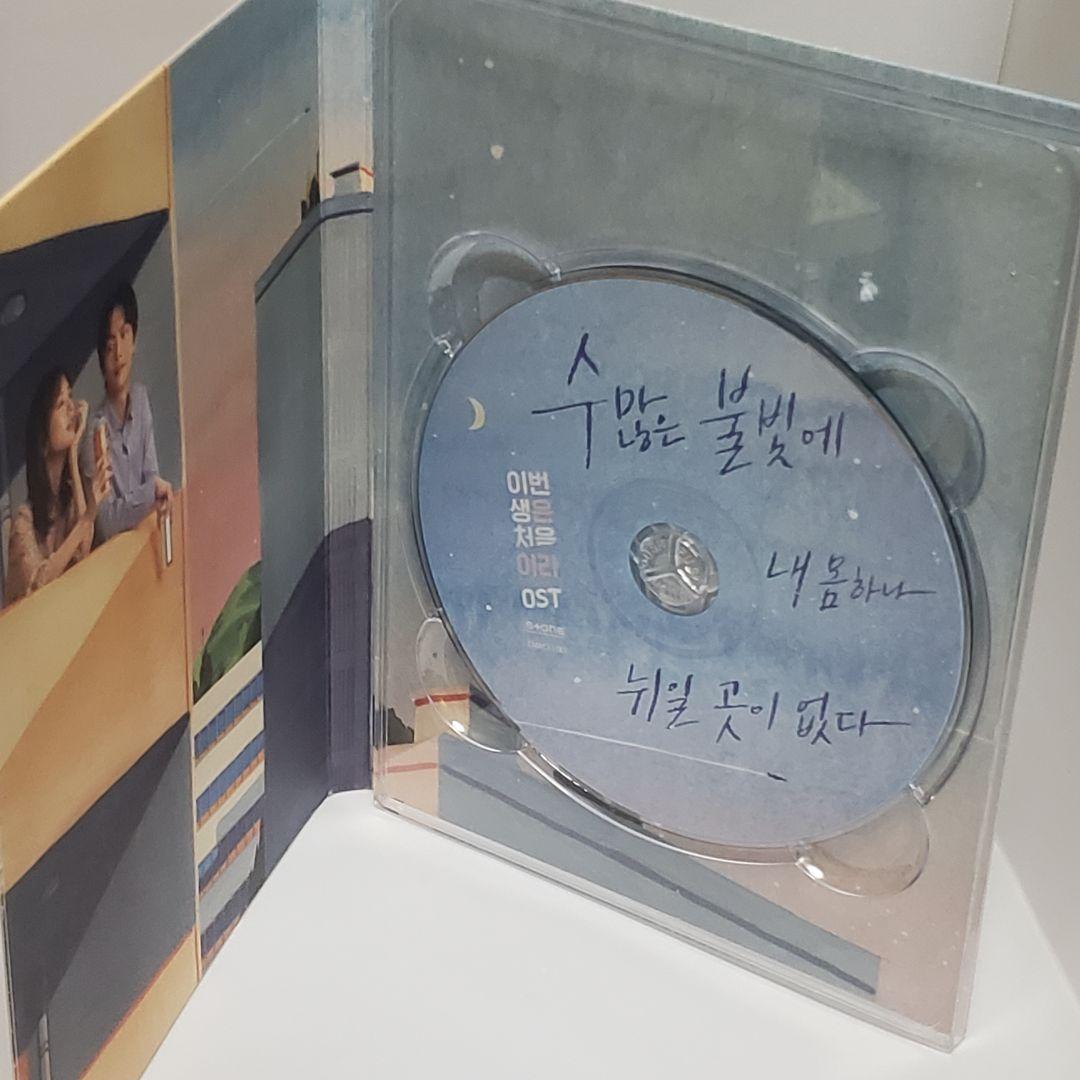 수많은 불빛에
이번
생은
처음
이라
OST
내 몸 하나
뉘일 곳이 없다